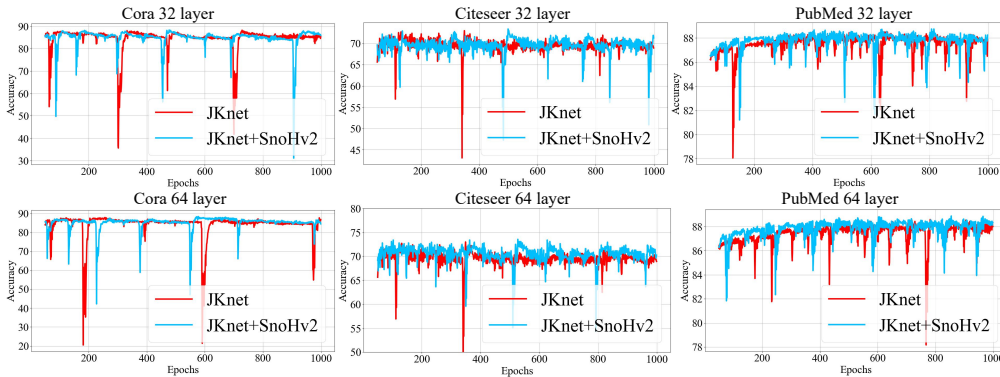 Cora 32 layer
Accuracy
90
80
70
60
50
40
30
JKnet
JKnet+SnoHv2
200
400
600
800
1000
Epochs
Citeseer 32 layer
Accuracy
70
65
60
55
50
45
JKnet
JKnet+SnoHv2
200
400
600
800
1000
Epochs
PubMed 32 layer
Accuracy
88
86
84
82
80
78
JKnet
JKnet+SnoHv2
200
400
600
800
1000
Epochs
Cora 64 layer
Accuracy
90
80
70
60
50
40
30
20
JKnet
JKnet+SnoHv2
200
400
600
800
1000
Epochs
Citeseer 64 layer
Accuracy
80
75
70
65
60
55
50
JKnet
JKnet+SnoHv2
200
400
600
800
1000
Epochs
PubMed 64 layer
Accuracy
88
86
84
82
80
78
JKnet
JKnet+SnoHv2
200
400
600
800
1000
Epochs